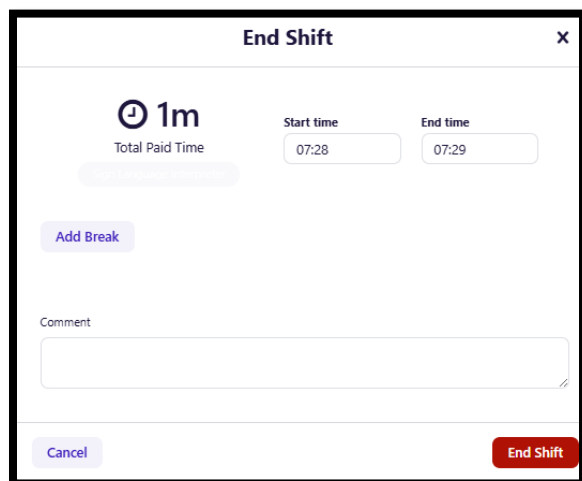 End Shift
1m
Total Paid Time
Start time
07:28
End time
07:29
Add Break
Comment
Cancel
End Shift